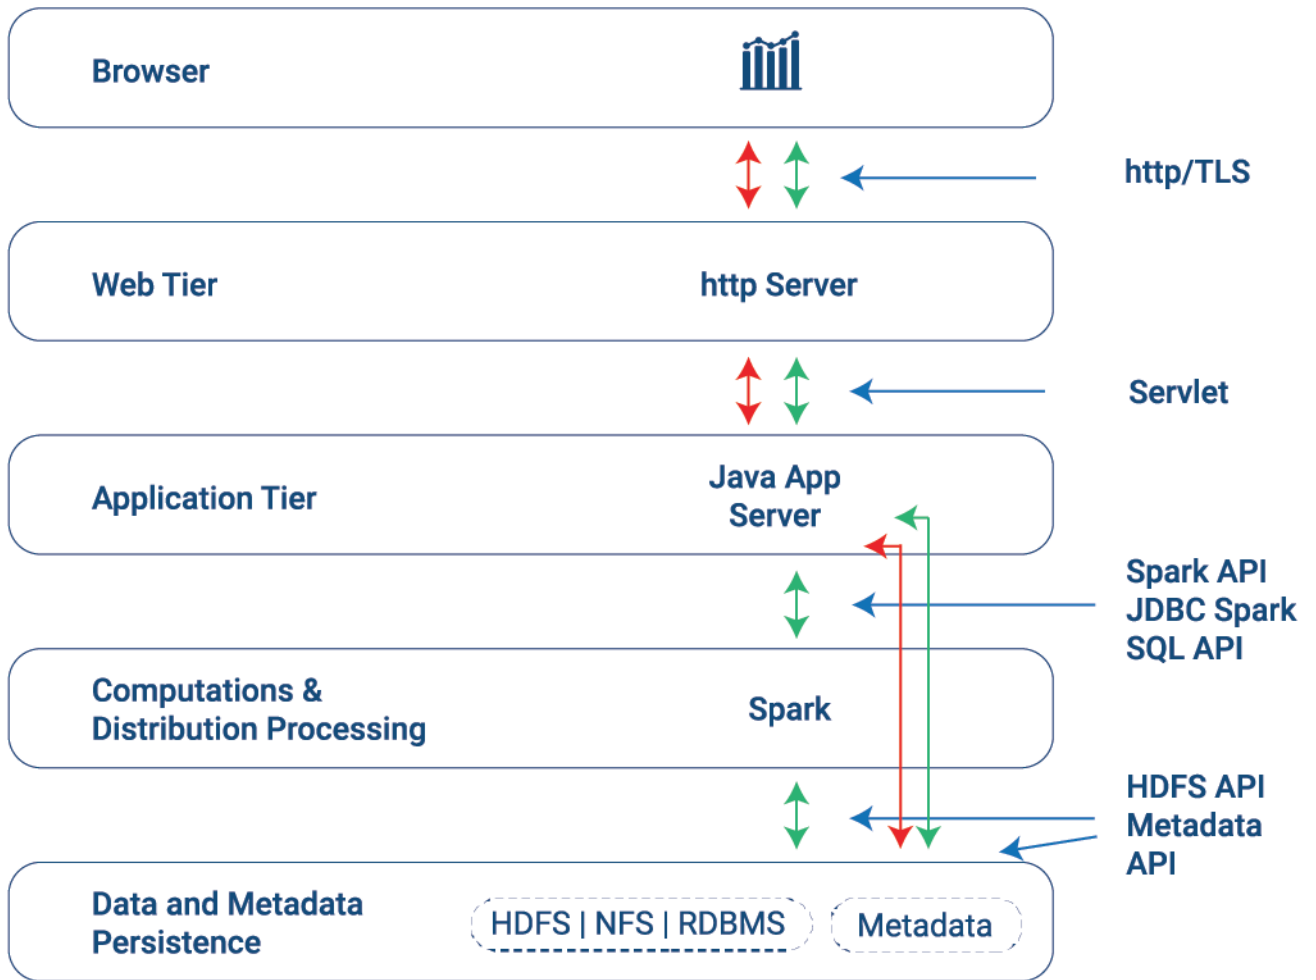 Browser
http/TLS
Web Tier
http Server
Servlet
Application Tier
Java App
Server
Spark API
JDBC Spark
SQL API
Computations &
Distribution Processing
Spark
HDFS API
Metadata
API
Data and Metadata
Persistence
HDFS | NFS | RDBMS
Metadata